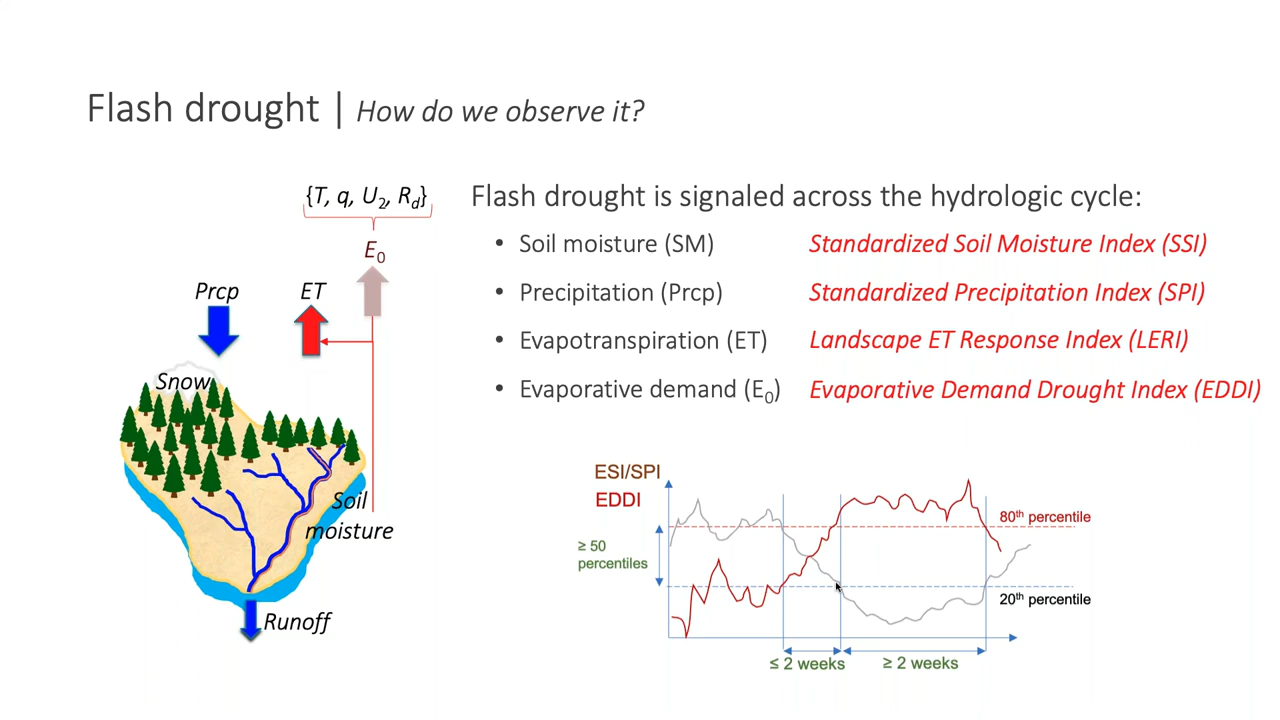 Flash drought | How do we observe it?
{T, q, U2, Rd}
E0
Prcp
ET
Snow
Soil
moisture
Runoff
Flash drought is signaled across the hydrologic cycle:
• Soil moisture (SM) Standardized Soil Moisture Index (SSI)
• Precipitation (Prcp) Standardized Precipitation Index (SPI)
• Evapotranspiration (ET) Landscape ET Response Index (LERI)
• Evaporative demand (E0) Evaporative Demand Drought Index (EDDI)
ESI/SPI
EDDI
80th percentile
≥ 50
percentiles
20th percentile
≤ 2 weeks ≥ 2 weeks